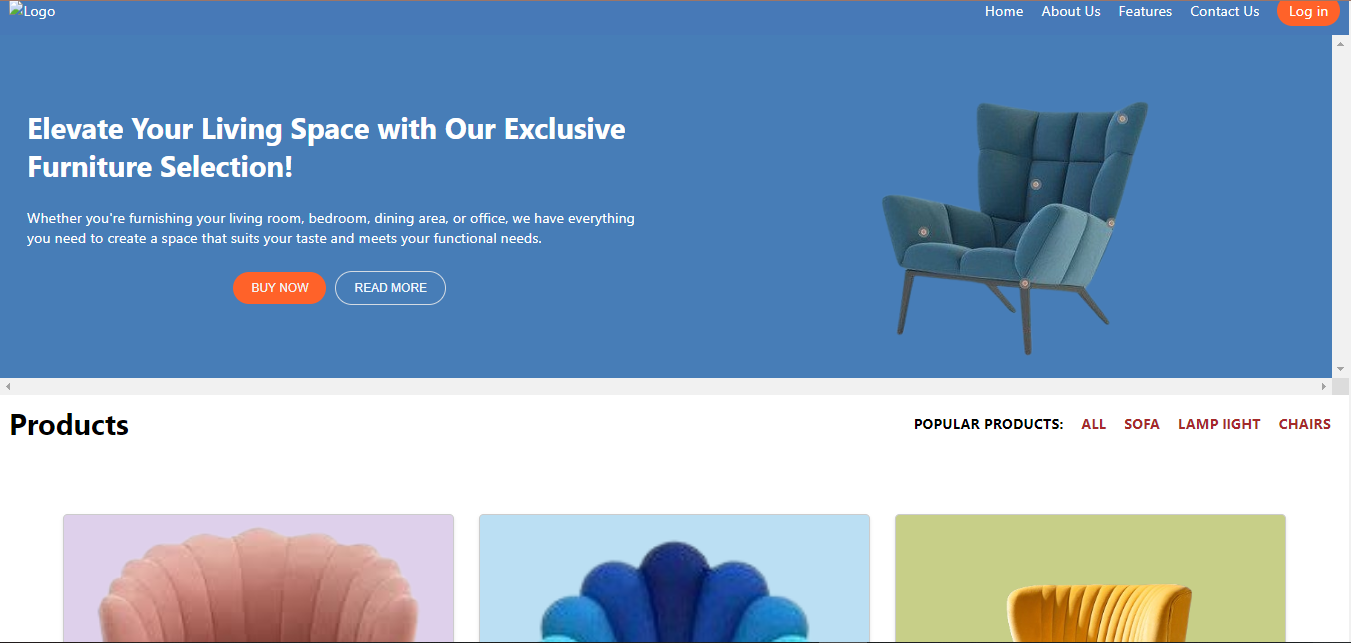 Logo
Home About Us Features Contact Us Log in
Elevate Your Living Space with Our Exclusive
Furniture Selection!
Whether you're furnishing your living room, bedroom, dining area, or office, we have everything
you need to create a space that suits your taste and meets your functional needs.
BUY NOW READ MORE
Products
POPULAR PRODUCTS: ALL SOFA LAMP IIGHT CHAIRS